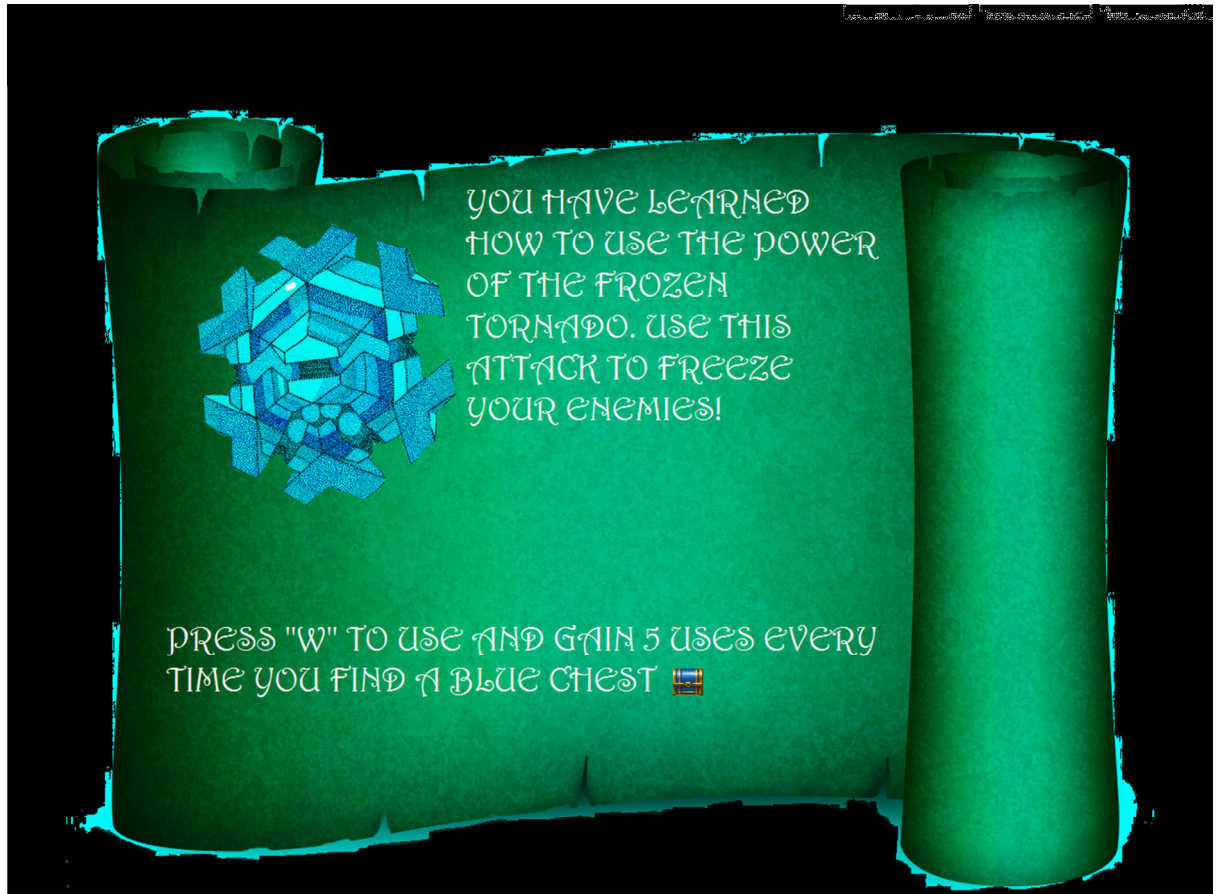 YOU HAVE LEARNED
HOW TO USE THE POWER
OF THE FROZEN
TORNADO. USE THIS
ATTACK TO FREEZE
YOUR ENEMIES!
PRESS "W" TO USE AND GAIN 5 USES EVERY
TIME YOU FIND A BLUE CHEST